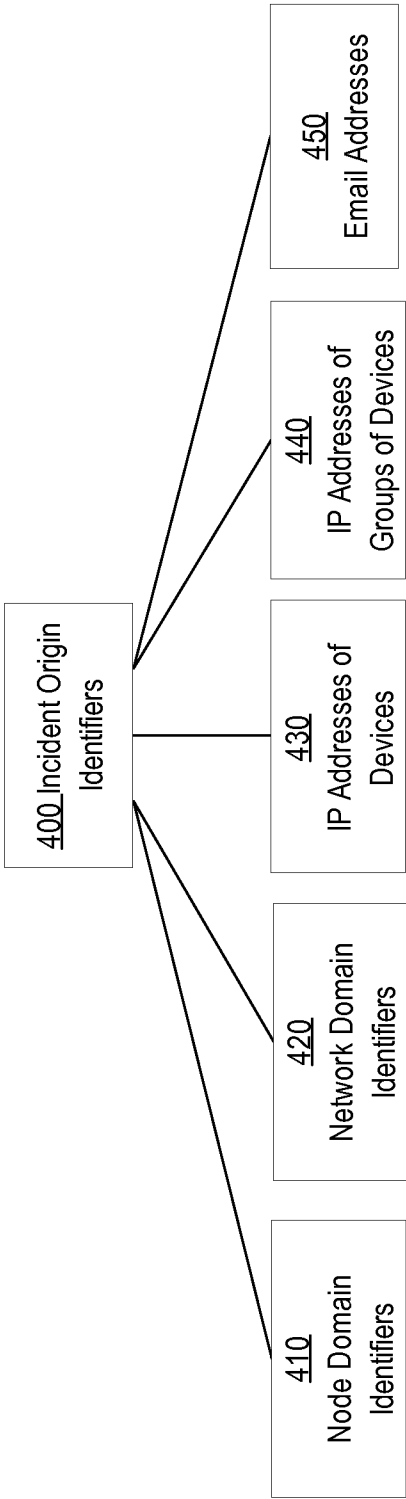 400 Incident Origin
Identifiers
410
Node Domain
Identifiers
420
Network Domain
Identifiers
430
IP Addresses of
Devices
440
IP Addresses of
Groups of Devices
450
Email Addresses